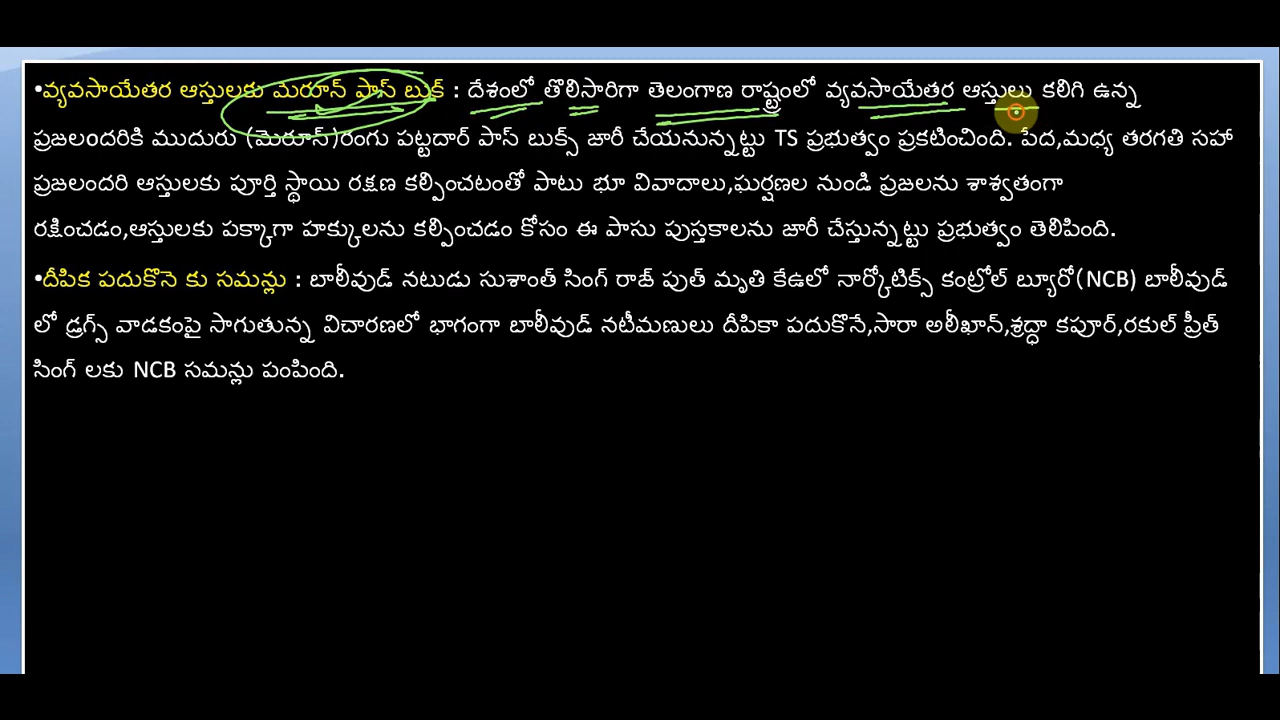 •వ్యవసాయేతర ఆస్తులకు మెరూన్ పాస్ బుక్ : దేశంలో తొలిసారిగా తెలంగాణ రాష్ట్రంలో వ్యవసాయేతర ఆస్తులు కలిగి ఉన్న
ప్రజలoదరికి ముదురు (మెరూన్)రంగు పట్టదార్ పాస్ బుక్స్ జారీ చేయనున్నట్టు TS ప్రభుత్వం ప్రకటించింది. పేద,మధ్య తరగతి సహా
ప్రజలందరి ఆస్తులకు పూర్తి స్థాయి రక్షణ కల్పించటంతో పాటు భూ వివాదాలు,ఘర్షణల నుండి ప్రజలను శాశ్వతంగా
రక్షించడం,ఆస్తులకు పక్కాగా హక్కులను కల్పించడం కోసం ఈ పాసు పుస్తకాలను జారీ చేస్తున్నట్టు ప్రభుత్వం తెలిపింది.
•దీపిక పదుకొనె కు సమన్లు : బాలీవుడ్ నటుడు సుశాంత్ సింగ్ రాజ్ పుత్ మృతి కేఉలో నార్కోటిక్స్ కంట్రోల్ బ్యూరో(NCB) బాలీవుడ్
లో డ్రగ్స్ వాడకంపై సాగుతున్న విచారణలో భాగంగా బాలీవుడ్ నటీమణులు దీపికా పదుకొనే,సారా అలీఖాన్,శ్రద్ధా కపూర్,రకుల్ ప్రీత్
సింగ్ లకు NCB సమన్లు పంపింది.